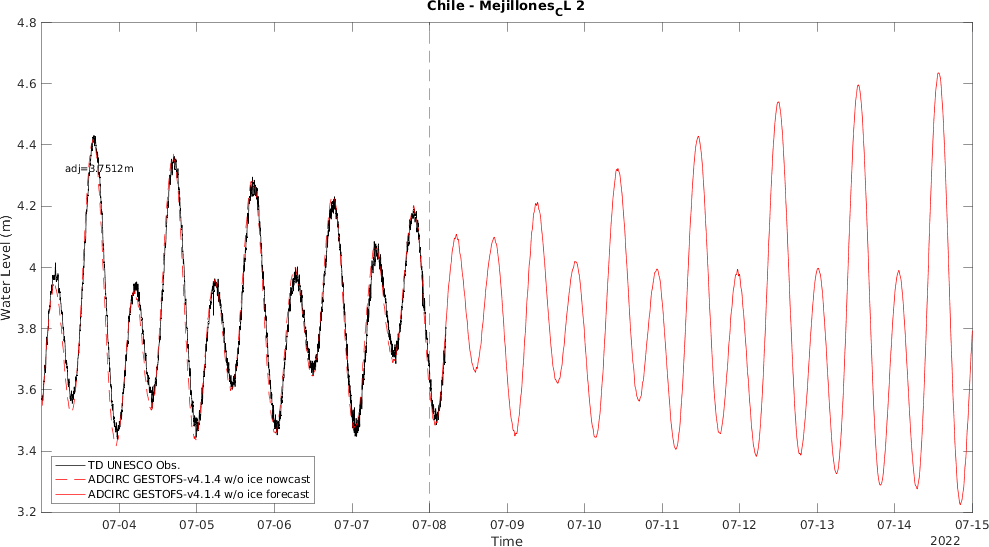 Chile - Mejillones_CL 2
4.8
4.6
4.4
4.2
4
3.8
3.6
3.4
3.2
Water Level (m)
adj=3.7512m
TD UNESCO Obs.
ADCIRC GESTOFS-v4.1.4 w/o ice nowcast
ADCIRC GESTOFS-v4.1.4 w/o ice forecast
07-04 07-05 07-06 07-07 07-08 07-09 07-10 07-11 07-12 07-13 07-14 07-15
Time
2022